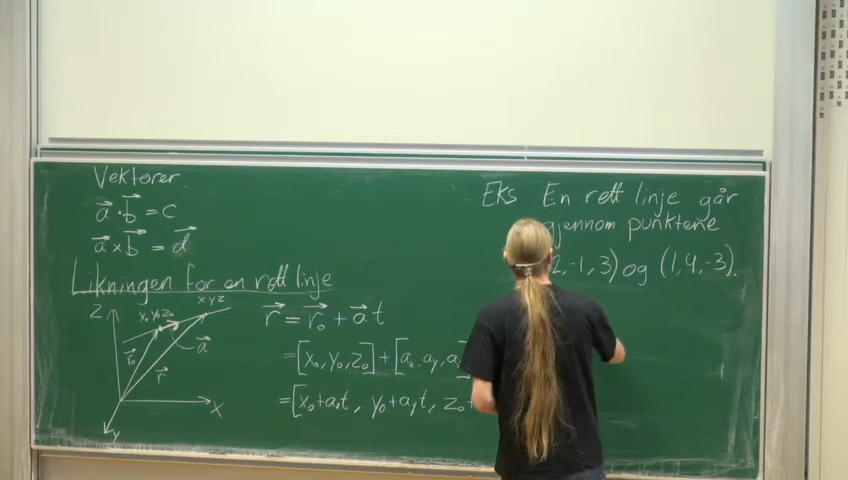 Vektorer.
a⃗·b⃗ = c
a⃗×b⃗ = d⃗
Likningen for en rett linje
z
x₀y₀z₀
xyz
r⃗₀
a⃗
r⃗
x
y
r⃗ = r⃗₀ + a⃗t
=[x₀, y₀, z₀]+[aₓ, a_y, a
=[x₀+aₓt, y₀+a_yt, z₀+
Eks En rett linje går
gjennom punktene
2,-1,3) og (1,4,-3).